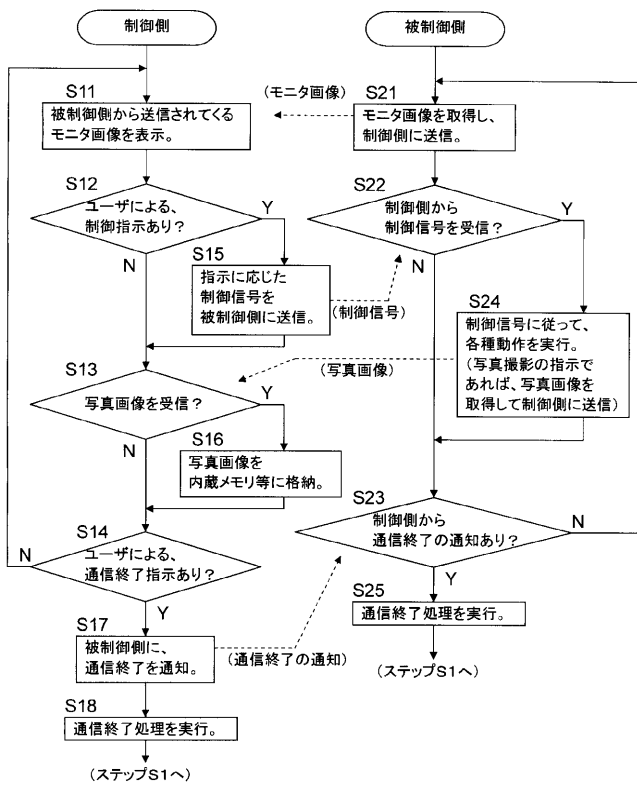 制御側
S11
被制御側から送信されてくる
モニタ画像を表示。
S12
ユーザによる、
制御指示あり？
Y
N
S15
指示に応じた
制御信号を
被制御側に送信。
S13
写真画像を受信？
Y
N
S16
写真画像を
内蔵メモリ等に格納。
S14
ユーザによる、
通信終了指示あり？
N
Y
S17
被制御側に、
通信終了を通知。
S18
通信終了処理を実行。
(ステップS1へ)
(モニタ画像)
(制御信号)
(写真画像)
(通信終了の通知)
被制御側
S21
モニタ画像を取得し、
制御側に送信。
S22
制御側から
制御信号を受信？
Y
N
S24
制御信号に従って、
各種動作を実行。
(写真撮影の指示で
あれば、写真画像を
取得して制御側に送信)
S23
制御側から
通信終了の通知あり？
N
Y
S25
通信終了処理を実行。
(ステップS1へ)